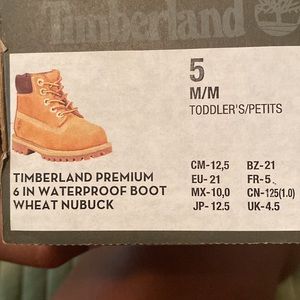 Timberland
5
M/M
TODDLER'S/PETITS
TIMBERLAND PREMIUM
6 IN WATERPROOF BOOT
WHEAT NUBUCK
CM-12,5 BZ-21
EU-21 FR-5
MX-10,0 CN-125(1.0)
JP-12.5 UK-4.5